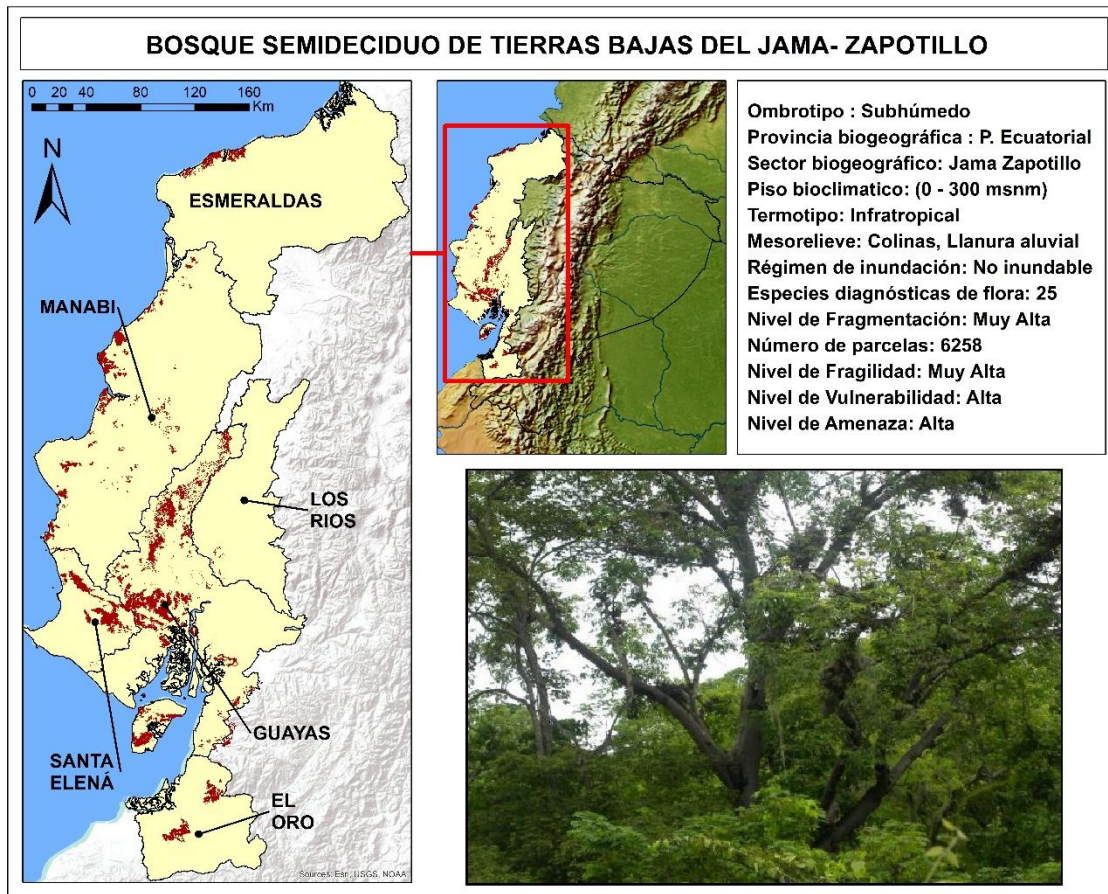 BOSQUE SEMIDECIDUO DE TIERRAS BAJAS DEL JAMA- ZAPOTILLO
0 20 40 80 120 160
Km
N
ESMERALDAS
MANABI
LOS
RIOS
GUAYAS
SANTA
ELENÁ
EL
ORO
Sources: Esri, USGS, NOAA
Ombrotipo : Subhúmedo
Provincia biogeográfica : P. Ecuatorial
Sector biogeográfico: Jama Zapotillo
Piso bioclimatico: (0 - 300 msnm)
Termotipo: Infratropical
Mesorelieve: Colinas, Llanura aluvial
Régimen de inundación: No inundable
Especies diagnósticas de flora: 25
Nivel de Fragmentación: Muy Alta
Número de parcelas: 6258
Nivel de Fragilidad: Muy Alta
Nivel de Vulnerabilidad: Alta
Nivel de Amenaza: Alta